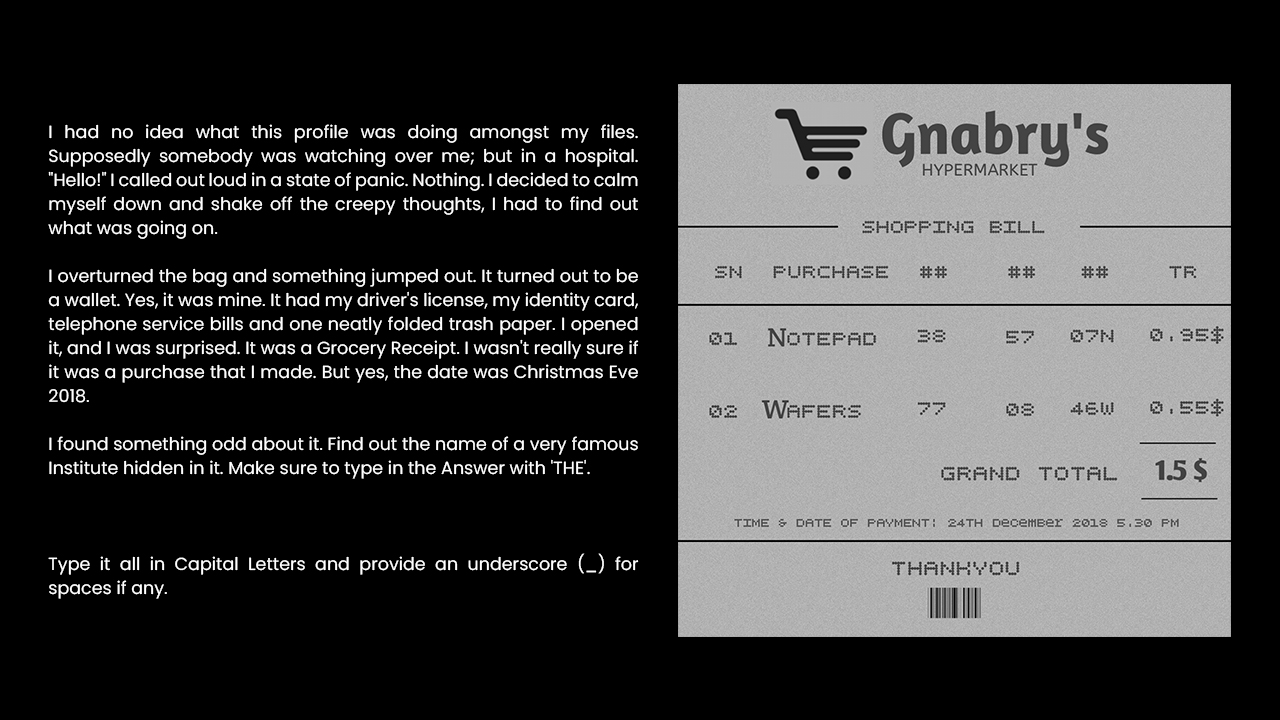 I had no idea what this profile was doing amongst my files.
Supposedly somebody was watching over me; but in a hospital.
"Hello!" I called out loud in a state of panic. Nothing. I decided to calm
myself down and shake off the creepy thoughts, I had to find out
what was going on.
I overturned the bag and something jumped out. It turned out to be
a wallet. Yes, it was mine. It had my driver's license, my identity card,
telephone service bills and one neatly folded trash paper. I opened
it, and I was surprised. It was a Grocery Receipt. I wasn't really sure if
it was a purchase that I made. But yes, the date was Christmas Eve
2018.
I found something odd about it. Find out the name of a very famous
Institute hidden in it. Make sure to type in the Answer with 'THE'.
Type it all in Capital Letters and provide an underscore (_) for
spaces if any.
Gnabry's
HYPERMARKET
SHOPPING BILL
SN PURCHASE ## ## ## TR
01 NOTEPAD 38 57 07N 0.95$
02 WAFERS 77 08 46W 0.55$
GRAND TOTAL 1.5 $
TIME & DATE OF PAYMENT: 24TH December 2018 5.30 PM
THANKYOU